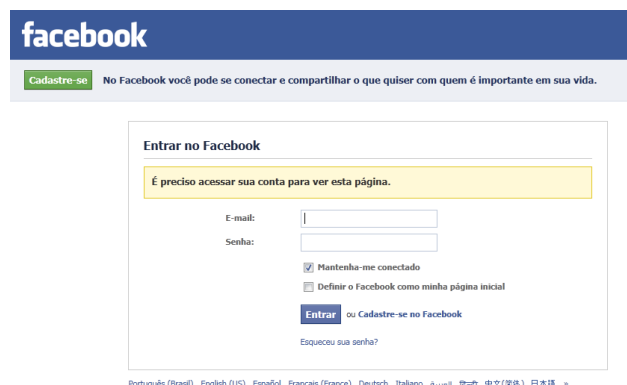 facebook
Cadastre-se No Facebook você pode se conectar e compartilhar o que quiser com quem é importante em sua vida.
Entrar no Facebook
É preciso acessar sua conta para ver esta página.
E-mail:
Senha:
Mantenha-me conectado
Definir o Facebook como minha página inicial
Entrar ou Cadastre-se no Facebook
Esqueceu sua senha?
Português (Brasil) English (US) Español Français (France) Deutsch Italiano العربية हिन्दी 中文(简体) 日本語 »